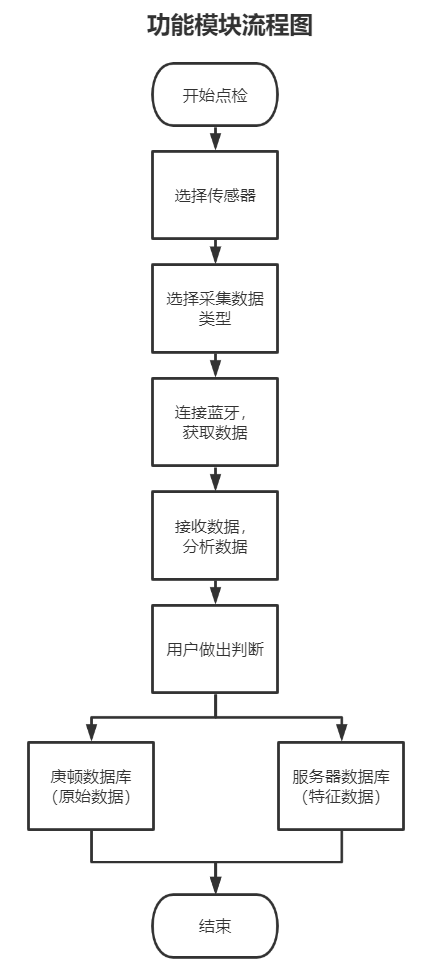 功能模块流程图
开始点检
选择传感器
选择采集数据
类型
连接蓝牙，
获取数据
接收数据，
分析数据
用户做出判断
庚顿数据库
（原始数据）
服务器数据库
（特征数据）
结束